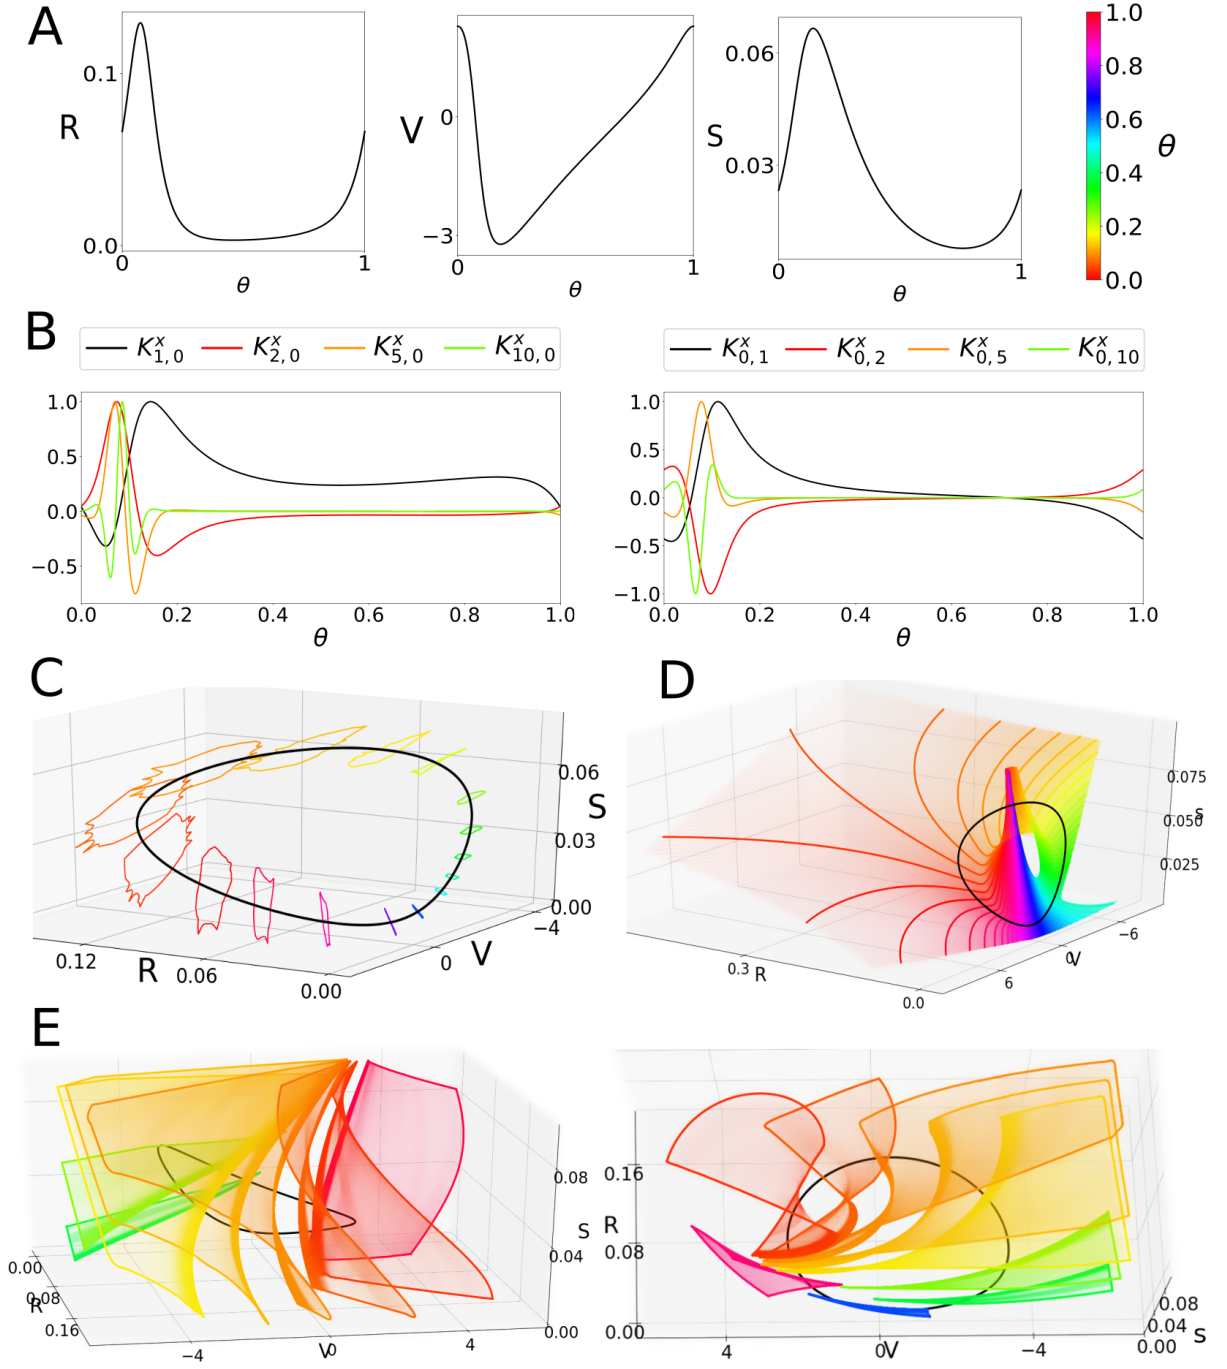 A
R
0.1
0.0
0
1
θ
V
0
−3
0
1
θ
S
0.06
0.03
0
1
θ
1.0
0.8
0.6
0.4
0.2
0.0
θ
B
K^x_{1,0} K^x_{2,0} K^x_{5,0} K^x_{10,0}
1.0
0.5
0.0
−0.5
0.0 0.2 0.4 0.6 0.8 1.0
θ
K^x_{0,1} K^x_{0,2} K^x_{0,5} K^x_{0,10}
1.0
0.5
0.0
−0.5
−1.0
0.0 0.2 0.4 0.6 0.8 1.0
θ
C
0.06
S
0.03
0.00
−4
V
0
0.12 R 0.06 0.00
D
0.075
S
0.050
0.025
−6
0 V
6
0.3 R 0.0
E
0.08
S
0.04
0.00
0.00
0.08
R
0.16
−4 V 0 4
0.16
R
0.08
0.00
4 0 V −4
0.08
0.04
0.00
S